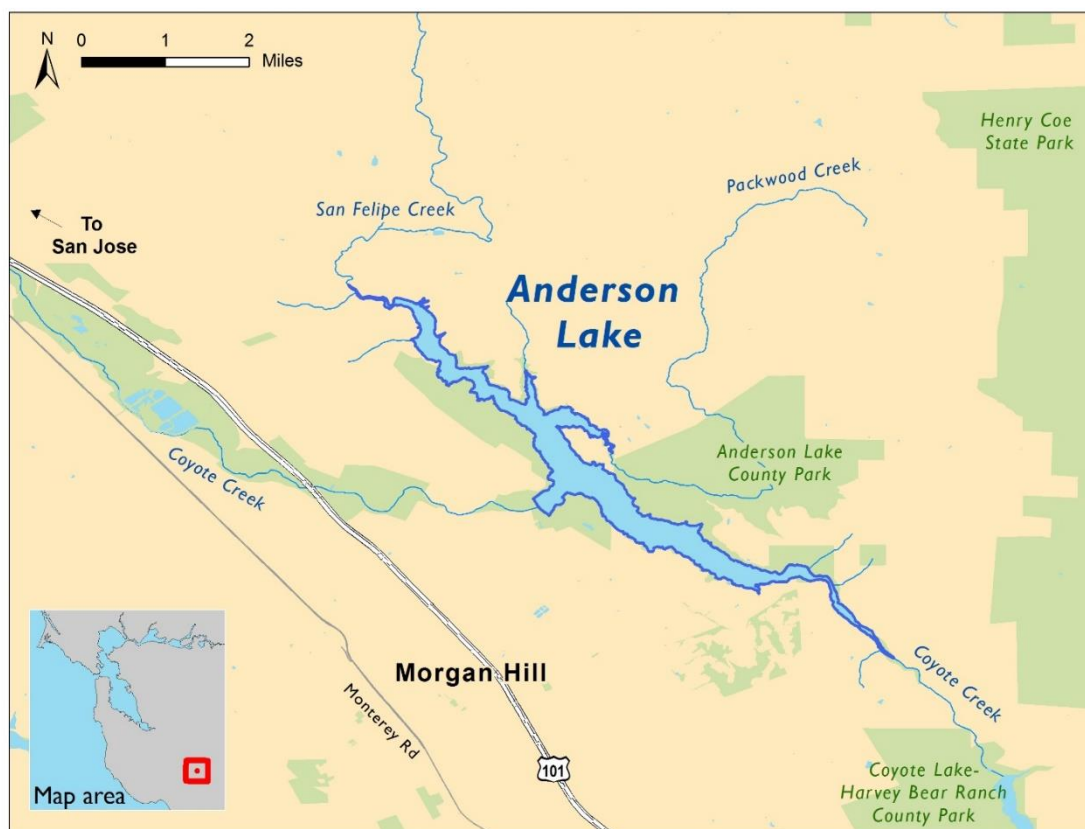 N
0 1 2
Miles
Henry Coe
State Park
Packwood Creek
San Felipe Creek
To
San Jose
Anderson
Lake
Anderson Lake
County Park
Coyote Creek
Morgan Hill
Coyote Creek
Monterey Rd
101
Coyote Lake-
Harvey Bear Ranch
County Park
Map area